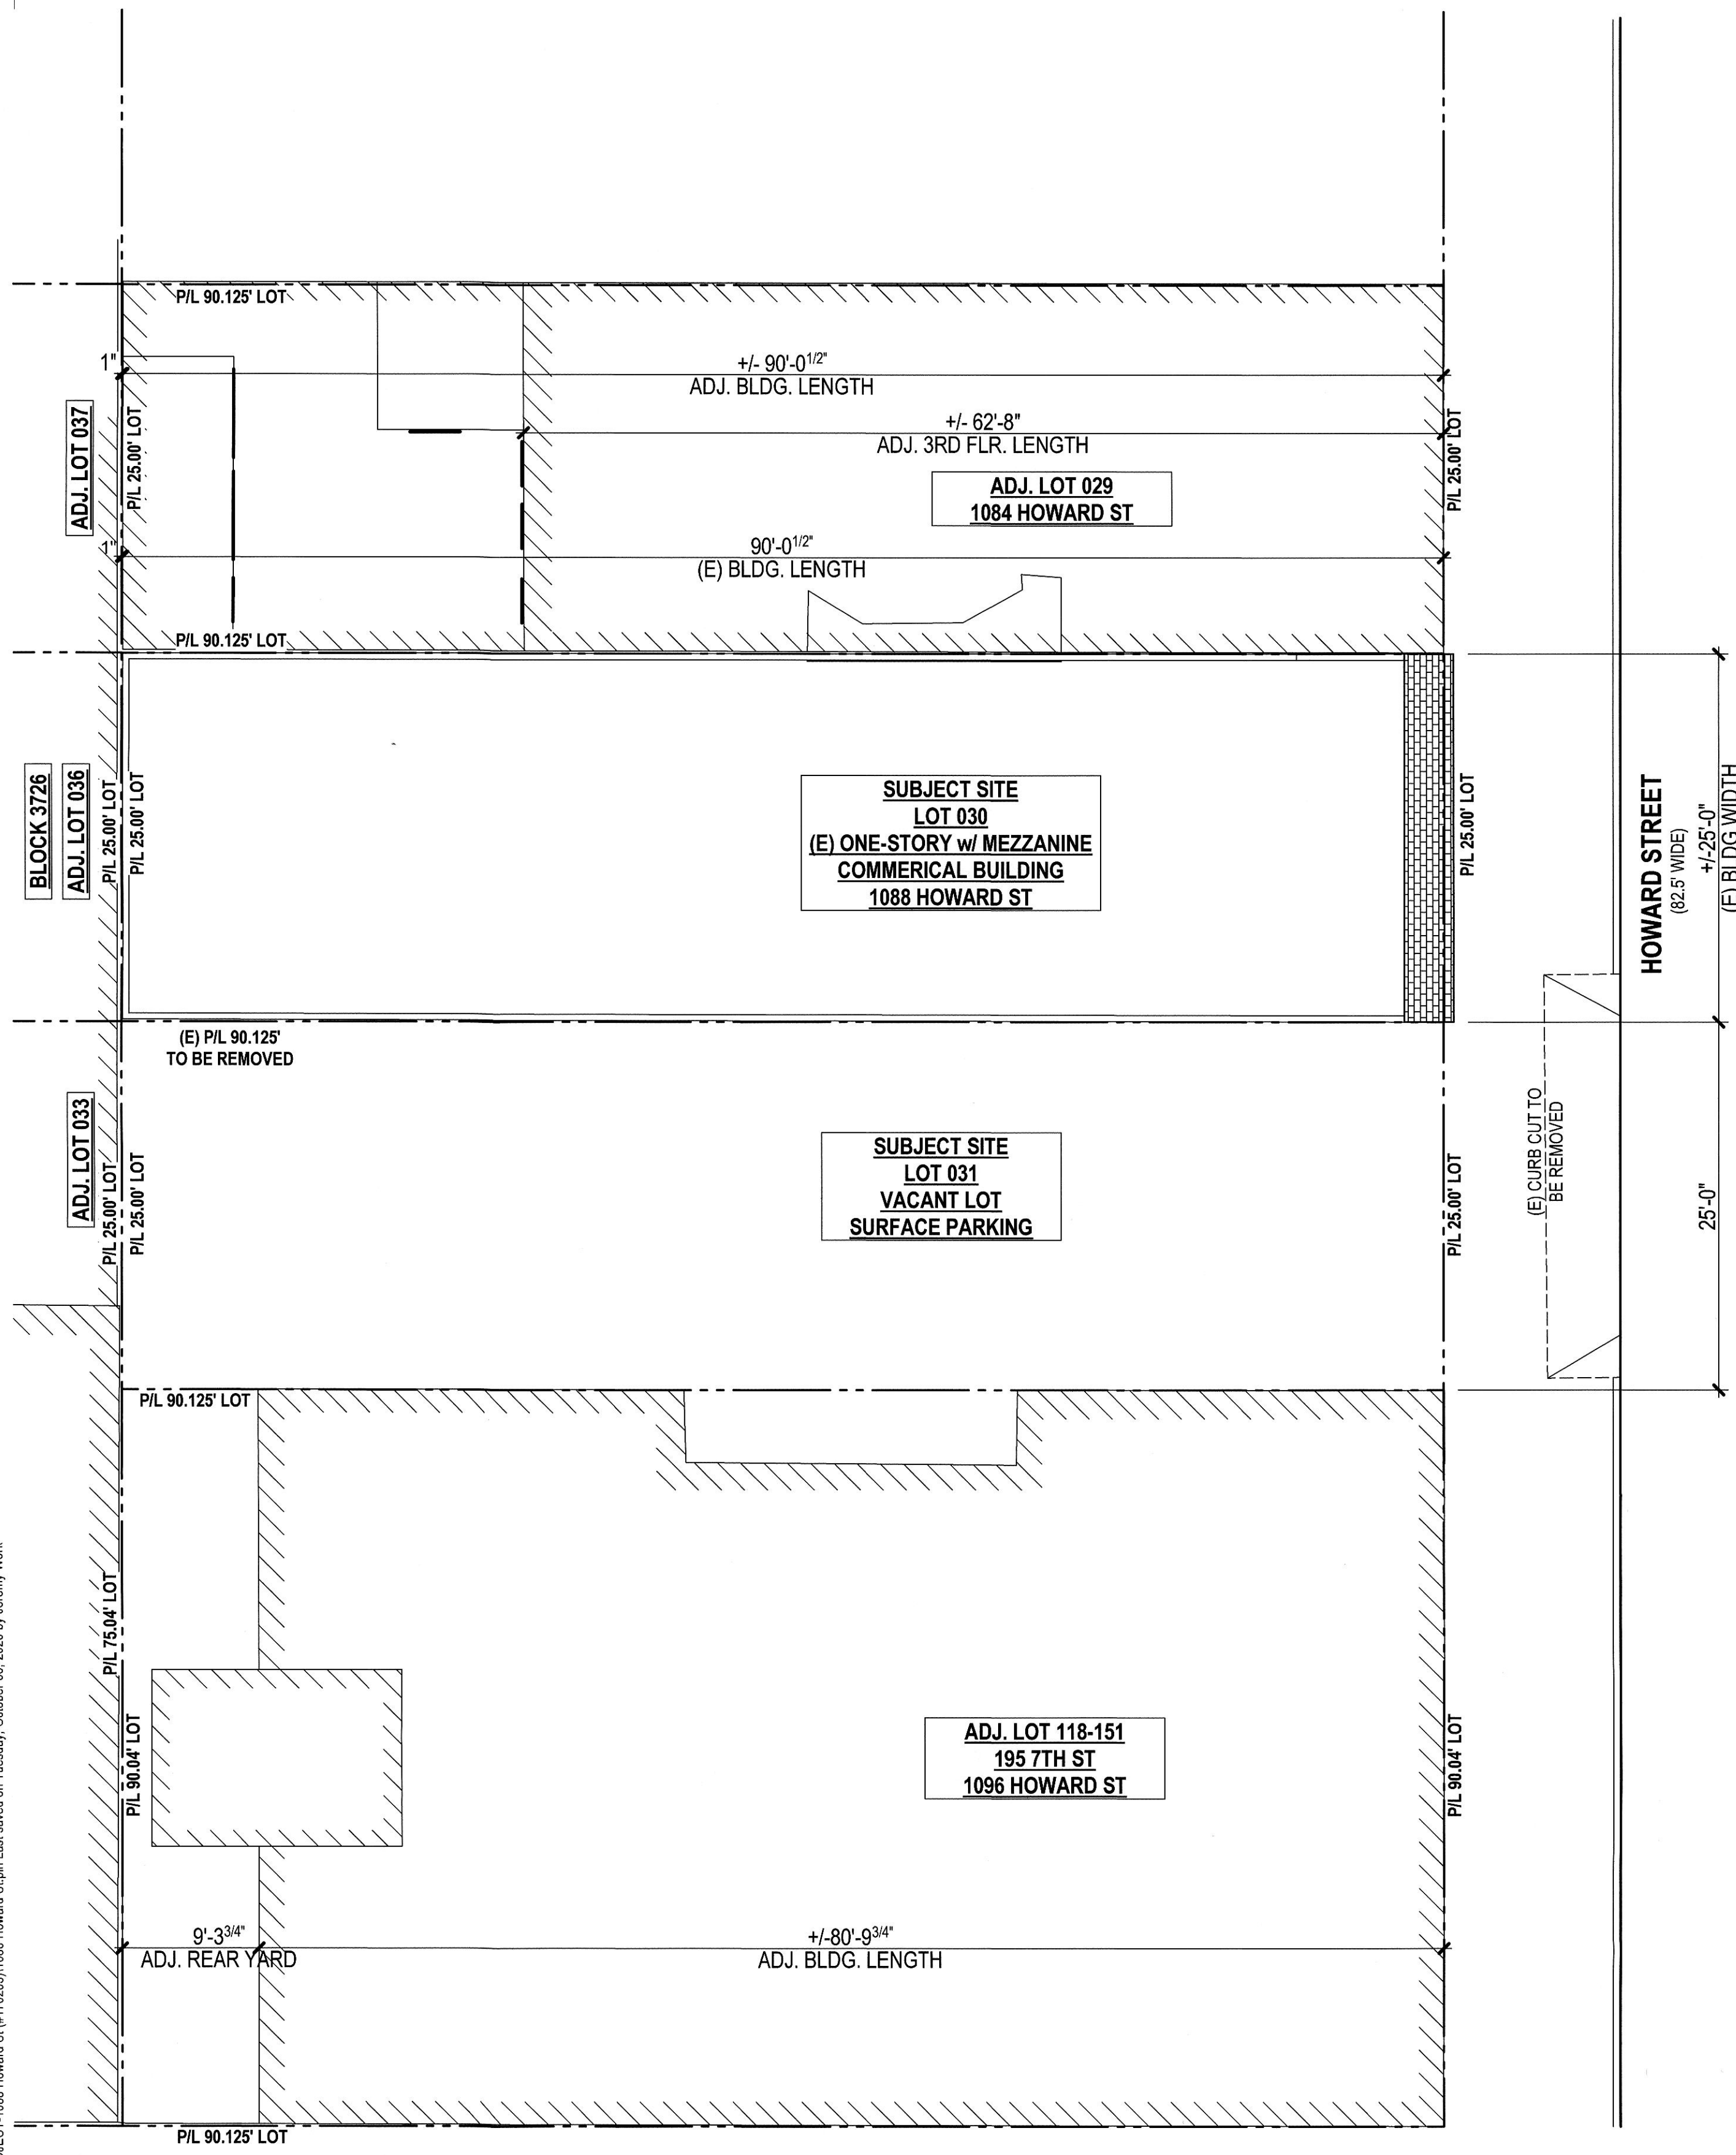 P/L 90.125' LOT
1"
+/- 90'-0 1/2"
ADJ. BLDG. LENGTH
+/- 62'-8"
ADJ. 3RD FLR. LENGTH
ADJ. LOT 037
P/L 25.00' LOT
P/L 25.00' LOT
ADJ. LOT 029
1084 HOWARD ST
1"
90'-0 1/2"
(E) BLDG. LENGTH
P/L 90.125' LOT
BLOCK 3726
ADJ. LOT 036
P/L 25.00' LOT
P/L 25.00' LOT
SUBJECT SITE
LOT 030
(E) ONE-STORY w/ MEZZANINE
COMMERICAL BUILDING
1088 HOWARD ST
P/L 25.00' LOT
HOWARD STREET
(82.5' WIDE)
+/-25'-0"
(E) BLDG WIDTH
(E) P/L 90.125'
TO BE REMOVED
ADJ. LOT 033
P/L 25.00' LOT
P/L 25.00' LOT
SUBJECT SITE
LOT 031
VACANT LOT
SURFACE PARKING
P/L 25.00' LOT
(E) CURB CUT TO
BE REMOVED
25'-0"
P/L 90.125' LOT
P/L 75.04' LOT
P/L 90.04' LOT
ADJ. LOT 118-151
195 7TH ST
1096 HOWARD ST
P/L 90.04' LOT
9'-3 3/4"
ADJ. REAR YARD
+/-80'-9 3/4"
ADJ. BLDG. LENGTH
P/L 90.125' LOT